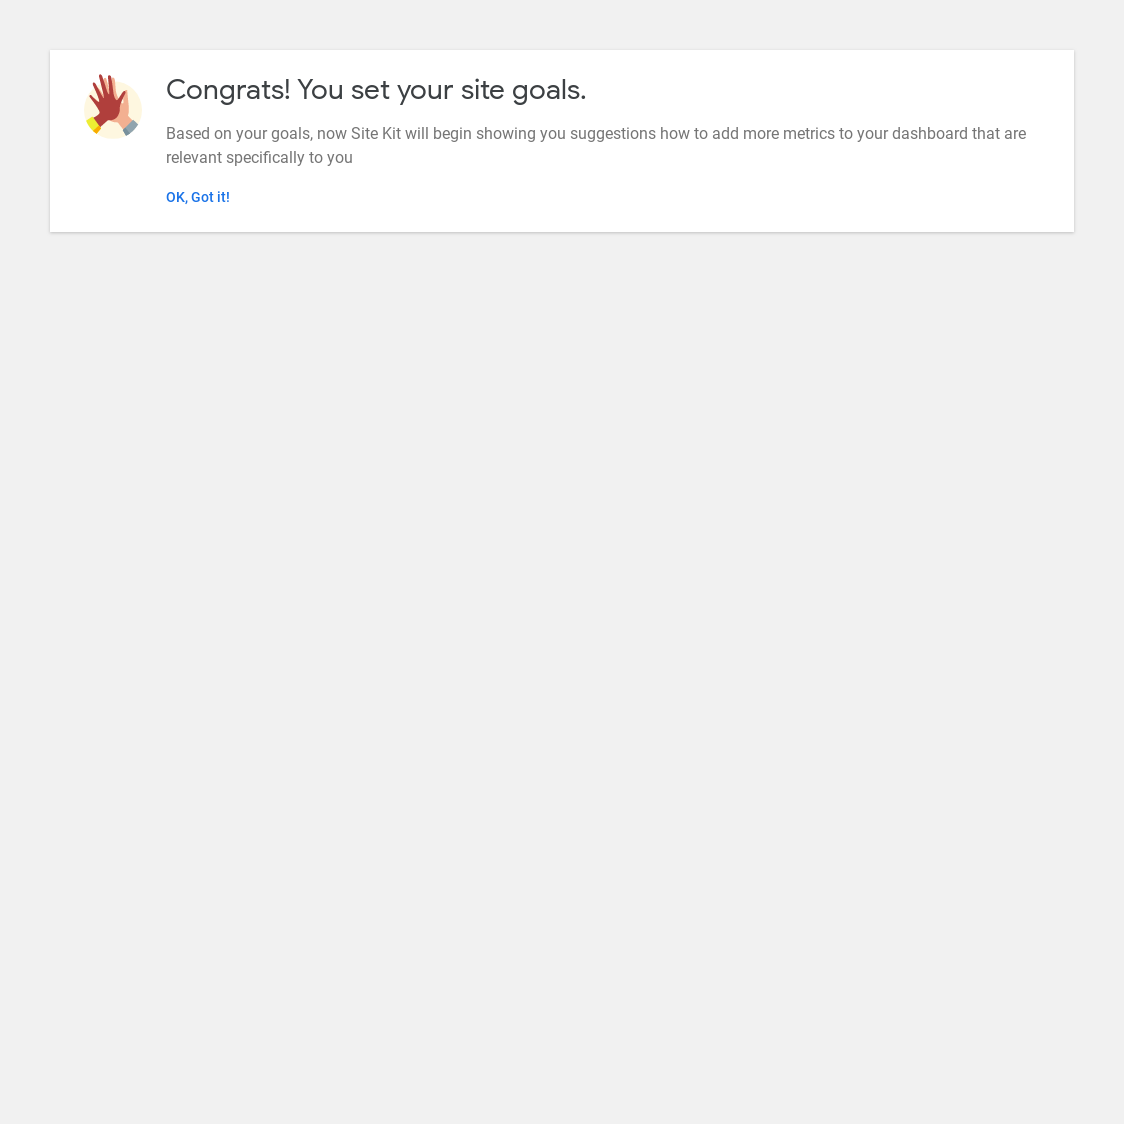 Congrats! You set your site goals.
Based on your goals, now Site Kit will begin showing you suggestions how to add more metrics to your dashboard that are
relevant specifically to you
OK, Got it!